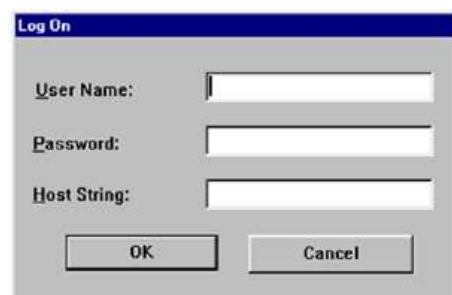 Log On
User Name:
Password:
Host String:
OK
Cancel